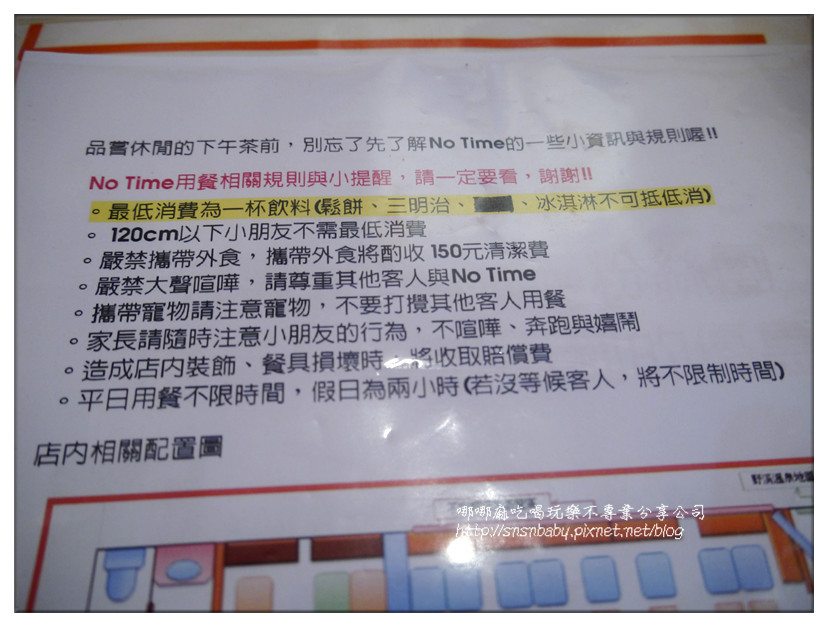 品嘗休閒的下午茶前，別忘了先了解No Time的一些小資訊與規則喔!!
No Time用餐相關規則與小提醒，請一定要看，謝謝!!
。最低消費為一杯飲料(鬆餅、三明治、、冰淇淋不可抵低消)
。120cm以下小朋友不需最低消費
。嚴禁攜帶外食，攜帶外食將酌收150元清潔費
。嚴禁大聲喧嘩，請尊重其他客人與No Time
。攜帶寵物請注意寵物，不要打攪其他客人用餐
。家長請隨時注意小朋友的行為，不喧嘩、奔跑與嬉鬧
。造成店內裝飾、餐具損壞時，將收取賠償費
。平日用餐不限時間，假日為兩小時(若沒等候客人，將不限制時間)
店內相關配置圖
野溪溫泉地圖
哪哪麻吃喝玩樂不專業分享公司
http://snsnbaby.pixnet.net/blog